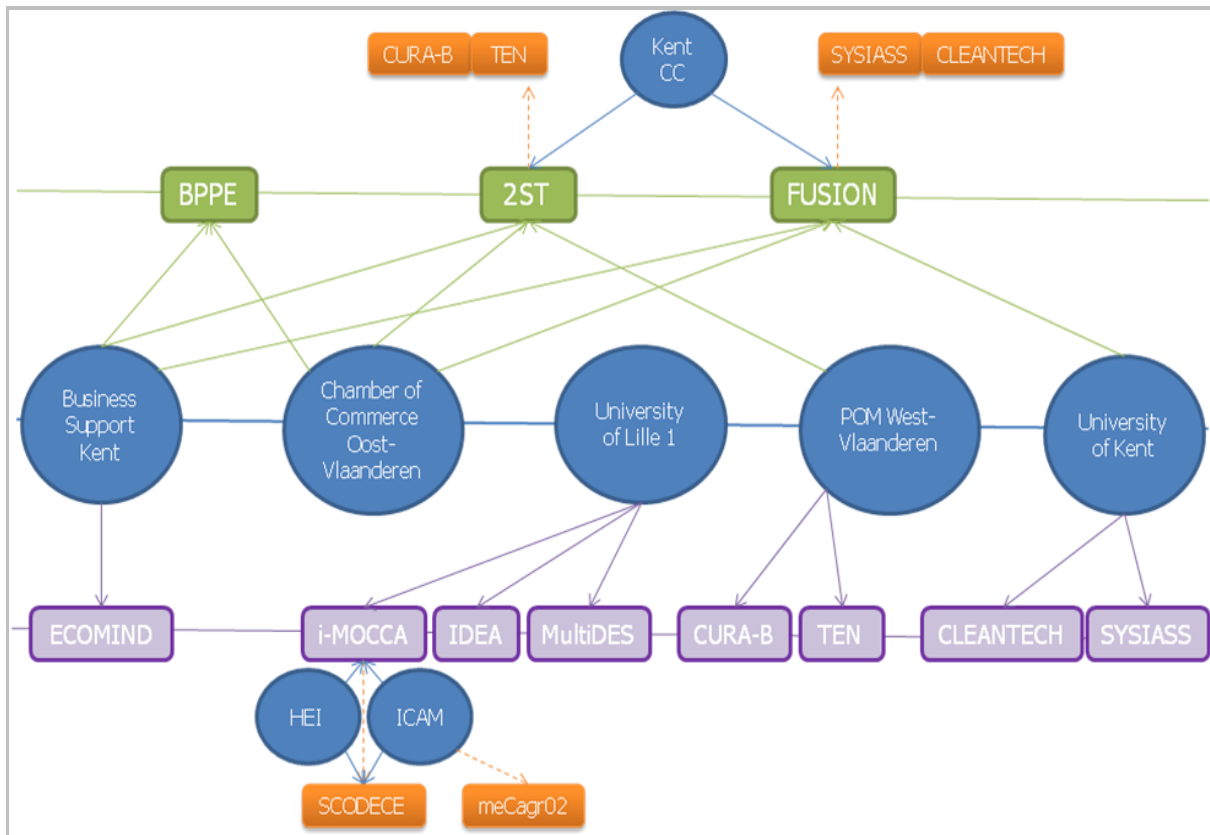 CURA-B
TEN
Kent
CC
SYSIASS
CLEANTECH
BPPE
2ST
FUSION
Business
Support
Kent
Chamber of
Commerce
Oost-
Vlaanderen
University
of Lille 1
POM West-
Vlaanderen
University
of Kent
ECOMIND
i-MOCCA
IDEA
MultiDES
CURA-B
TEN
CLEANTECH
SYSIASS
HEI
ICAM
SCODECE
meCagr02